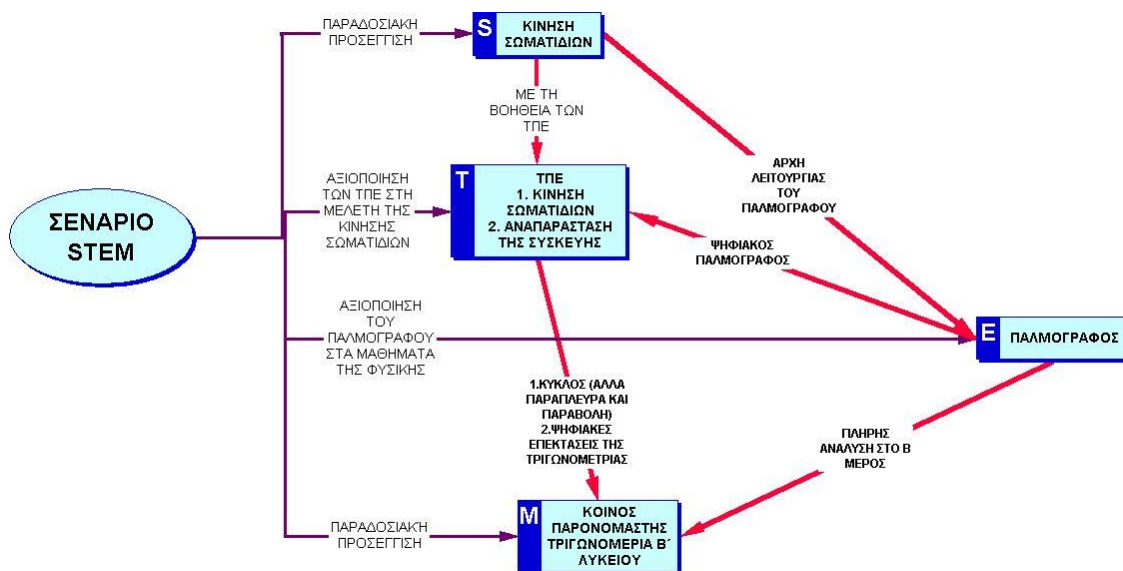 ΠΑΡΑΔΟΣΙΑΚΗ
ΠΡΟΣΕΓΓΙΣΗ
S
ΚΙΝΗΣΗ
ΣΩΜΑΤΙΔΙΩΝ
ΜΕ ΤΗ
ΒΟΗΘΕΙΑ ΤΩΝ
ΤΠΕ
ΑΡΧΗ
ΛΕΙΤΟΥΡΓΙΑΣ
ΤΟΥ
ΠΑΛΜΟΓΡΑΦΟΥ
ΑΞΙΟΠΟΙΗΣΗ
ΤΩΝ ΤΠΕ ΣΤΗ
ΜΕΛΕΤΗ ΤΗΣ
ΚΙΝΗΣΗΣ
ΣΩΜΑΤΙΔΙΩΝ
T
ΤΠΕ
1. ΚΙΝΗΣΗ
ΣΩΜΑΤΙΔΙΩΝ
2. ΑΝΑΠΑΡΑΣΤΑΣΗ
ΤΗΣ ΣΥΣΚΕΥΗΣ
ΣΕΝΑΡΙΟ
STEM
ΨΗΦΙΑΚΟΣ
ΠΑΛΜΟΓΡΑΦΟΣ
ΑΞΙΟΠΟΙΗΣΗ
ΤΟΥ
ΠΑΛΜΟΓΡΑΦΟΥ
ΣΤΑ ΜΑΘΗΜΑΤΑ
ΤΗΣ ΦΥΣΙΚΗΣ
E
ΠΑΛΜΟΓΡΑΦΟΣ
1.ΚΥΚΛΟΣ (ΑΛΛΑ
ΠΑΡΑΠΛΕΥΡΑ ΚΑΙ
ΠΑΡΑΒΟΛΗ)
2.ΨΗΦΙΑΚΕΣ
ΕΠΕΚΤΑΣΕΙΣ ΤΗΣ
ΤΡΙΓΩΝΟΜΕΤΡΙΑΣ
ΠΛΗΡΗΣ
ΑΝΑΛΥΣΗ ΣΤΟ Β
ΜΕΡΟΣ
ΠΑΡΑΔΟΣΙΑΚΉ
ΠΡΟΣΕΓΓΙΣΗ
M
ΚΟΙΝΟΣ
ΠΑΡΟΝΟΜΑΣΤΗΣ
ΤΡΙΓΩΝΟΜΕΡΙΑ Β΄
ΛΥΚΕΙΟΥ